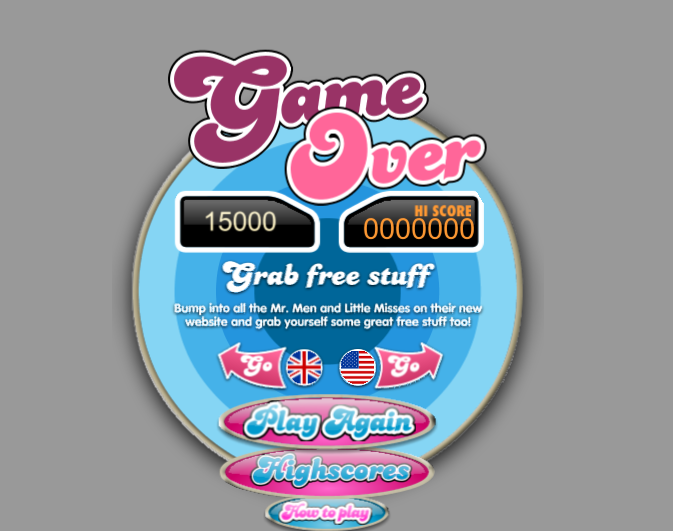 Game
Over
15000
HI SCORE
0000000
Grab free stuff
Bump into all the Mr. Men and Little Misses on their new
website and grab yourself some great free stuff too!
Go Go
Play Again
Highscores
How to play